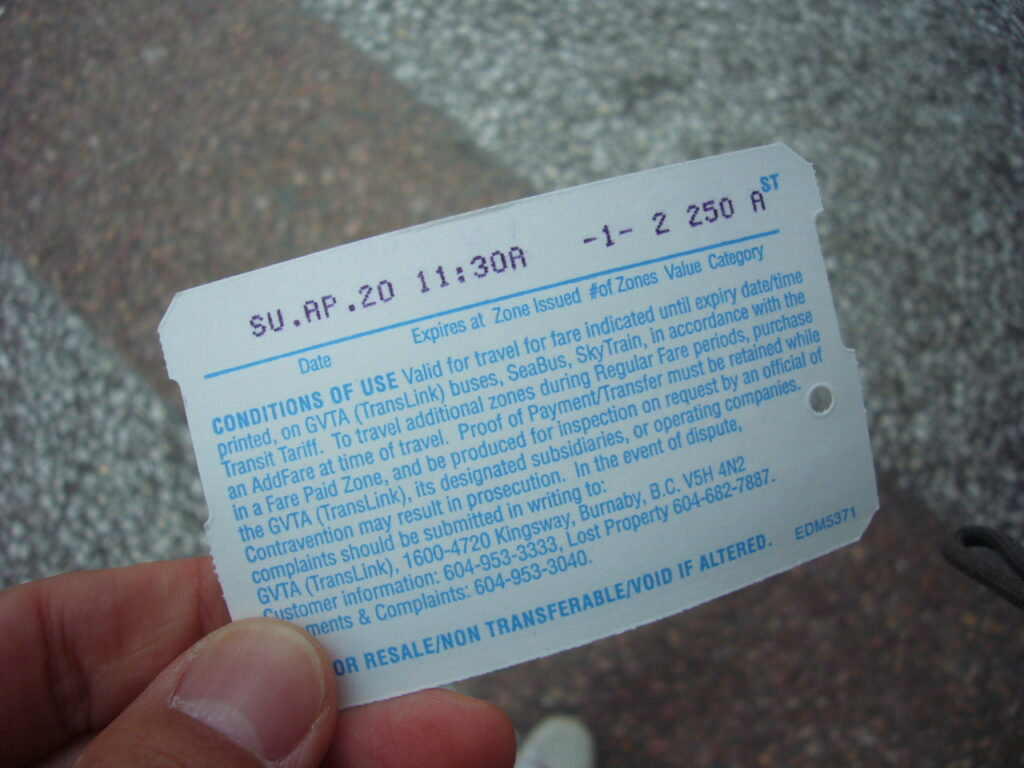 SU.AP.20 11:30A -1- 2 250 A ST
Date Expires at Zone Issued #of Zones Value Category
CONDITIONS OF USE Valid for travel for fare indicated until expiry date/time
printed, on GVTA (TransLink) buses, SeaBus, SkyTrain, in accordance with the
Transit Tariff. To travel additional zones during Regular Fare periods, purchase
an AddFare at time of travel. Proof of Payment/Transfer must be retained while
in a Fare Paid Zone, and be produced for inspection on request by an official of
the GVTA (TransLink), its designated subsidiaries, or operating companies.
Contravention may result in prosecution. In the event of dispute,
complaints should be submitted in writing to:
GVTA (TransLink), 1600-4720 Kingsway, Burnaby, B.C. V5H 4N2
Customer information: 604-953-3333, Lost Property 604-682-7887.
& Complaints: 604-953-3040.
RESALE/NON TRANSFERABLE/VOID IF ALTERED. EDM5371